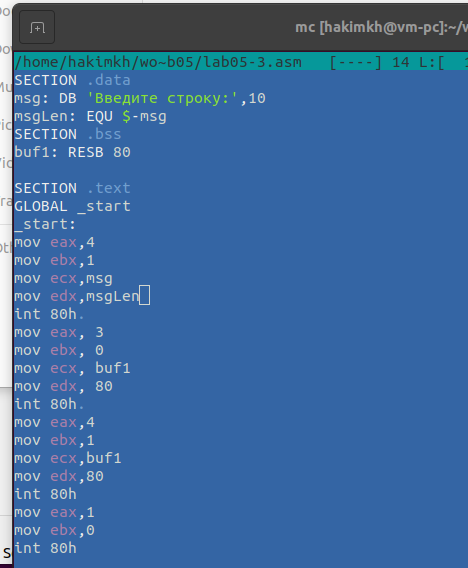 mc [hakimkh@vm-pc]:~/w
/home/hakimkh/wo~b05/lab05-3.asm [----] 14 L:[ 1
SECTION .data
msg: DB 'Введите строку:',10
msgLen: EQU $-msg
SECTION .bss
buf1: RESB 80
SECTION .text
GLOBAL _start
_start:
mov eax,4
mov ebx,1
mov ecx,msg
mov edx,msgLen
int 80h.
mov eax, 3
mov ebx, 0
mov ecx, buf1
mov edx, 80
int 80h.
mov eax,4
mov ebx,1
mov ecx,buf1
mov edx,80
int 80h
mov eax,1
mov ebx,0
int 80h